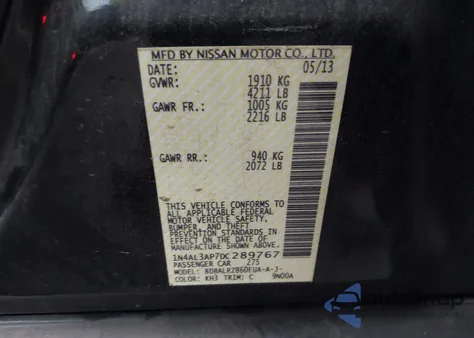 MFD BY NISSAN MOTOR CO., LTD.
DATE: 05/13
GVWR: 1910 KG
4211 LB
GAWR FR: 1005 KG
2216 LB
GAWR RR.: 940 KG
2072 LB
THIS VEHICLE CONFORMS TO
ALL APPLICABLE FEDERAL
MOTOR VEHICLE SAFETY,
BUMPER, AND THEFT
PREVENTION STANDARDS
IN EFFECT ON THE DATE OF
MANUFACTURE SHOWN ABOVE.
1N4AL3AP7DC289767
PASSENGER CAR 275
MODEL: BDBALRZB6DEUA-A-J-
COLOR: KH3 TRIM: C 9N00A
Autoxmap